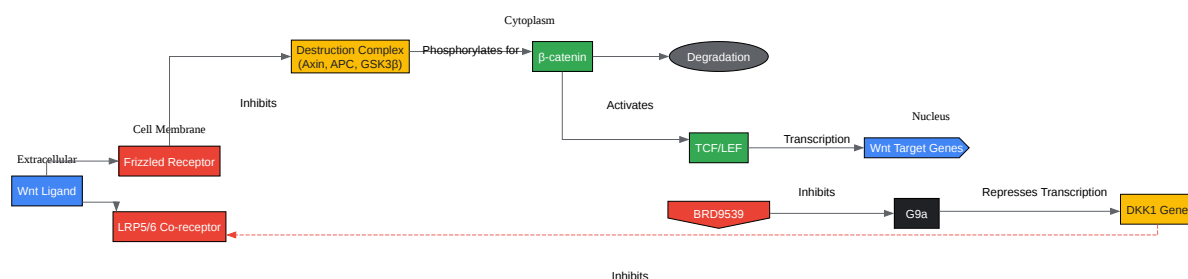 Cytoplasm
Destruction Complex
(Axin, APC, GSK3β)
Phosphorylates for
β-catenin
Degradation
Inhibits
Activates
Cell Membrane
Nucleus
Extracellular
Frizzled Receptor
TCF/LEF
Transcription
Wnt Target Genes
Wnt Ligand
Inhibits
Represses Transcription
LRP5/6 Co-receptor
BRD9539
G9a
DKK1 Gene
Inhibits